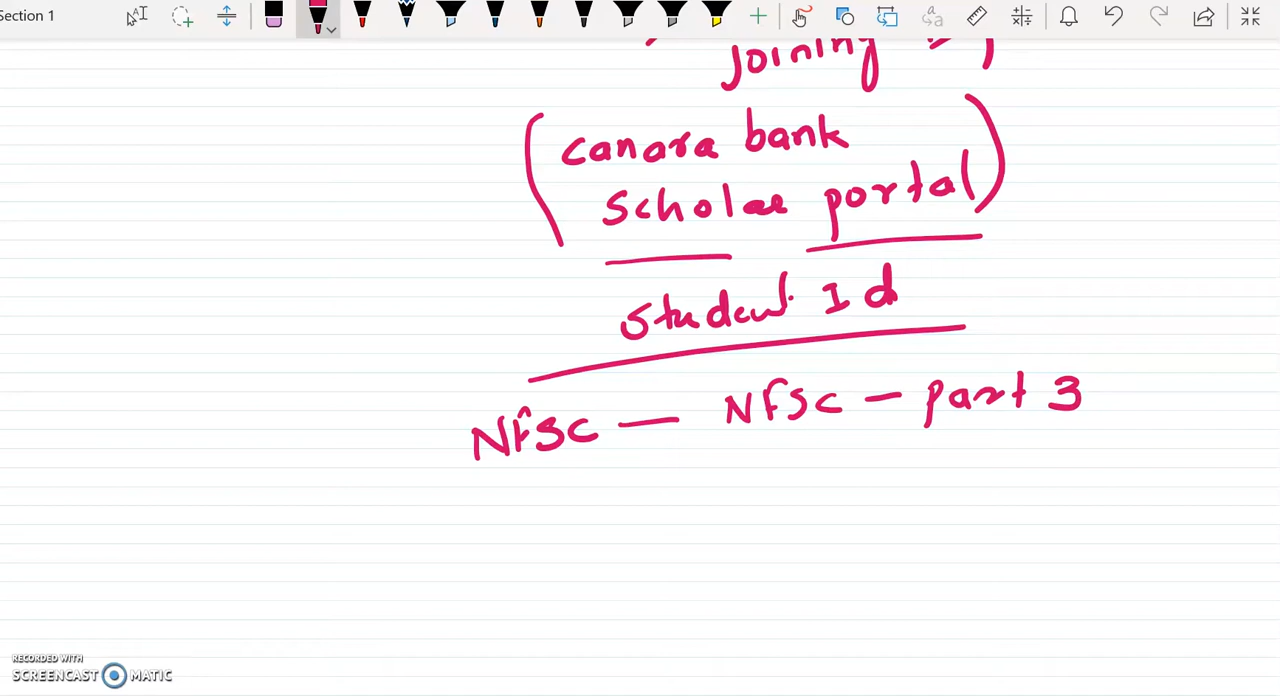 Section 1
joining
(canara bank
scholar portal)
Student Id
NFSC — NFSC — part 3
RECORDED WITH
SCREENCAST MATIC